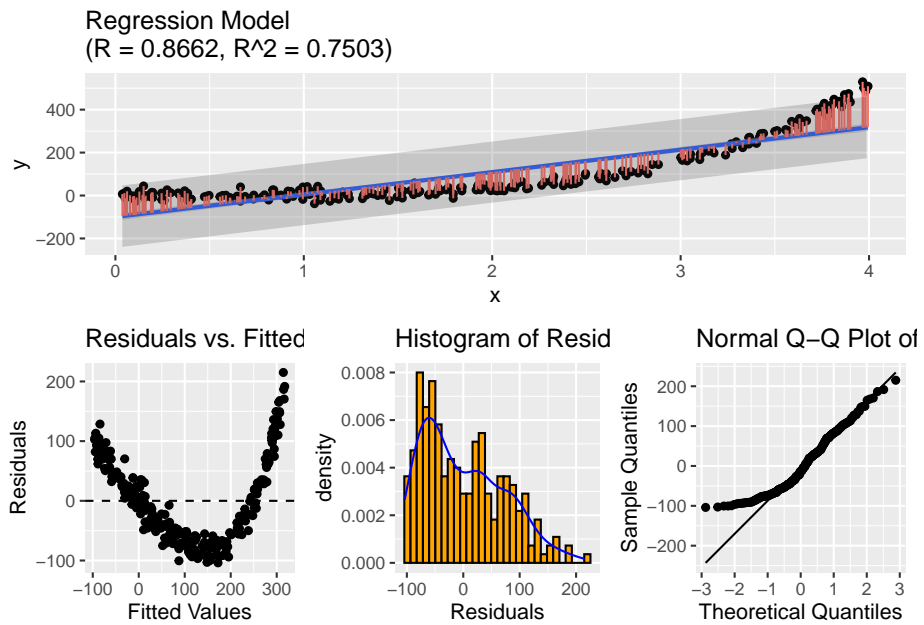 Regression Model
(R = 0.8662, R^2 = 0.7503)
400
200
0
−200
y
0 1 2 3 4
x
Residuals vs. Fitted
200
100
0
−100
Residuals
−100 0 100 200 300
Fitted Values
Histogram of Resid
0.008
0.006
0.004
0.002
0.000
density
−100 0 100 200
Residuals
Normal Q−Q Plot of
200
100
0
−100
−200
Sample Quantiles
−3 −2 −1 0 1 2 3
Theoretical Quantiles